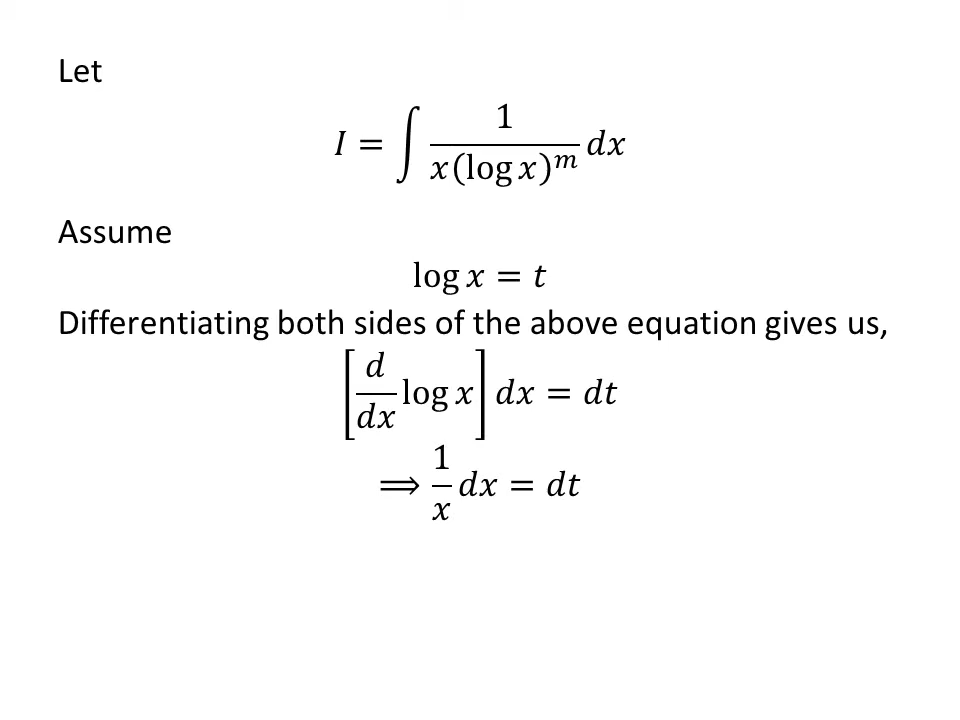 Let
I = ∫ 1/(x(log x)^m) dx
Assume
log x = t
Differentiating both sides of the above equation gives us,
[d/dx log x] dx = dt
⟹ 1/x dx = dt